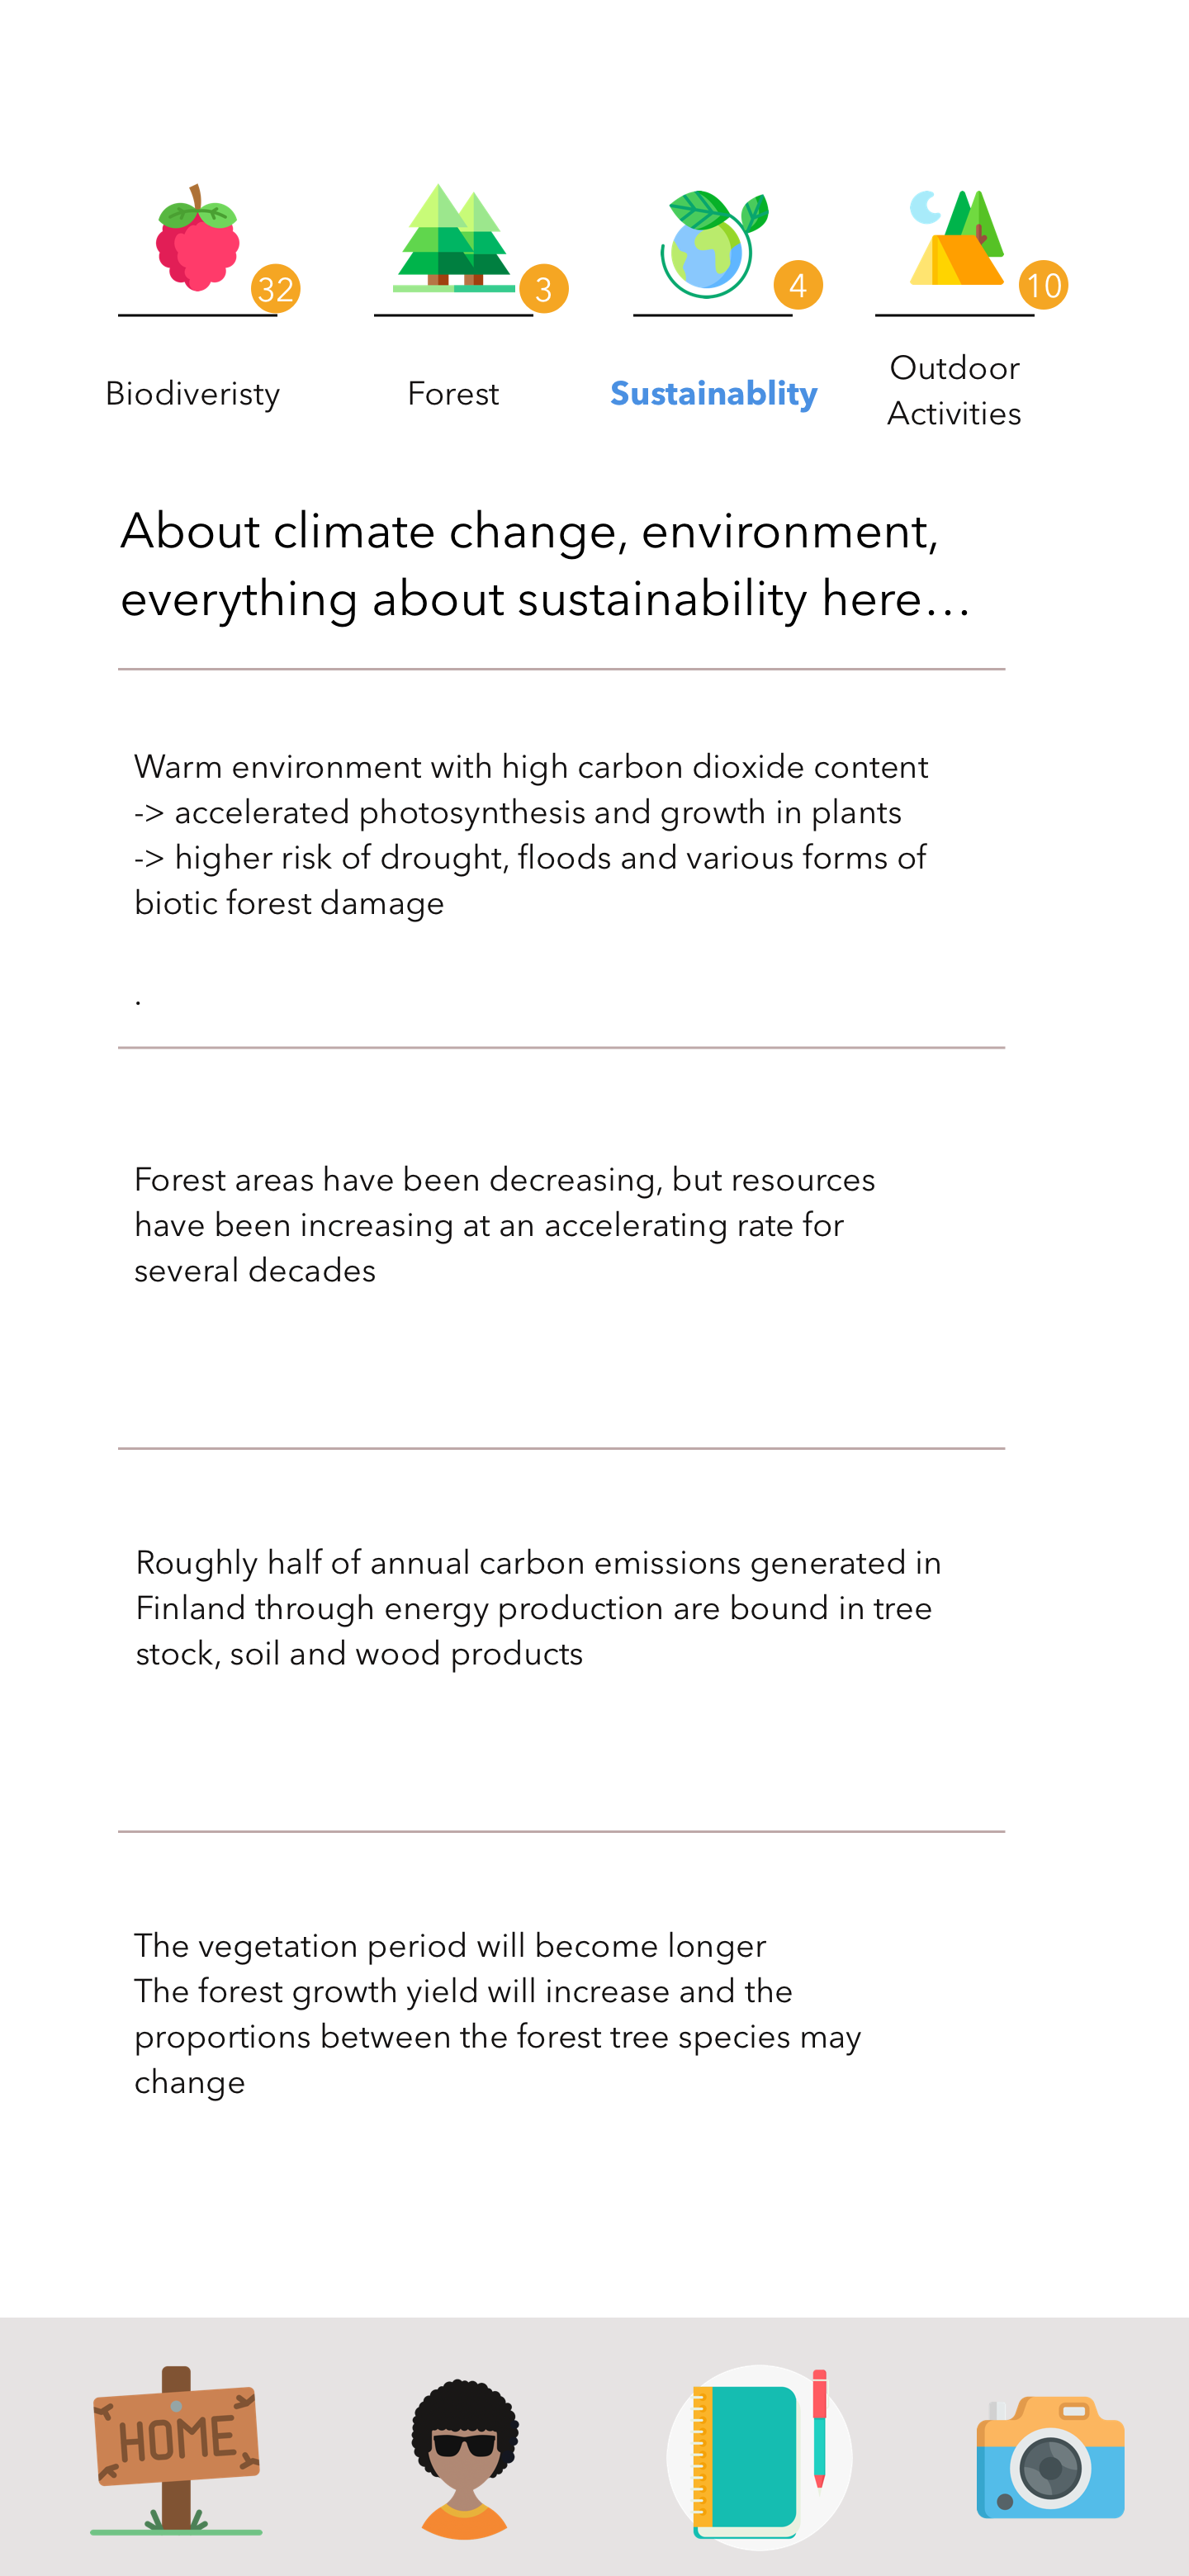 32
3
4
10
Biodiveristy
Forest
Sustainablity
Outdoor
Activities
About climate change, environment,
everything about sustainability here...
Warm environment with high carbon dioxide content
-> accelerated photosynthesis and growth in plants
-> higher risk of drought, floods and various forms of
biotic forest damage
.
Forest areas have been decreasing, but resources
have been increasing at an accelerating rate for
several decades
Roughly half of annual carbon emissions generated in
Finland through energy production are bound in tree
stock, soil and wood products
The vegetation period will become longer
The forest growth yield will increase and the
proportions between the forest tree species may
change
HOME